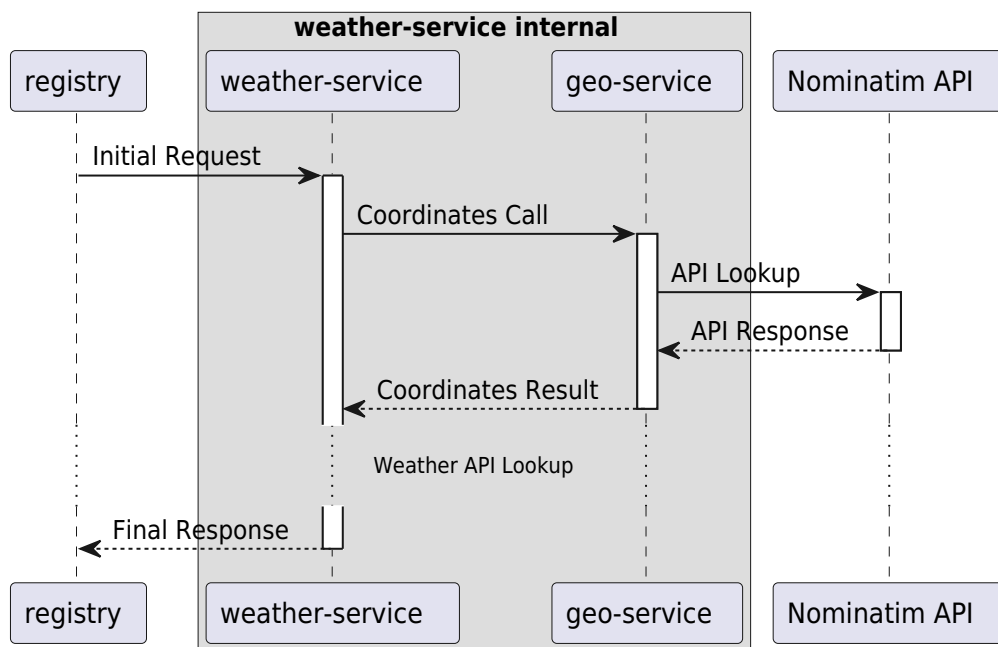 weather-service internal
registry
weather-service
geo-service
Nominatim API
Initial Request
Coordinates Call
API Lookup
API Response
Coordinates Result
Weather API Lookup
Final Response
registry
weather-service
geo-service
Nominatim API